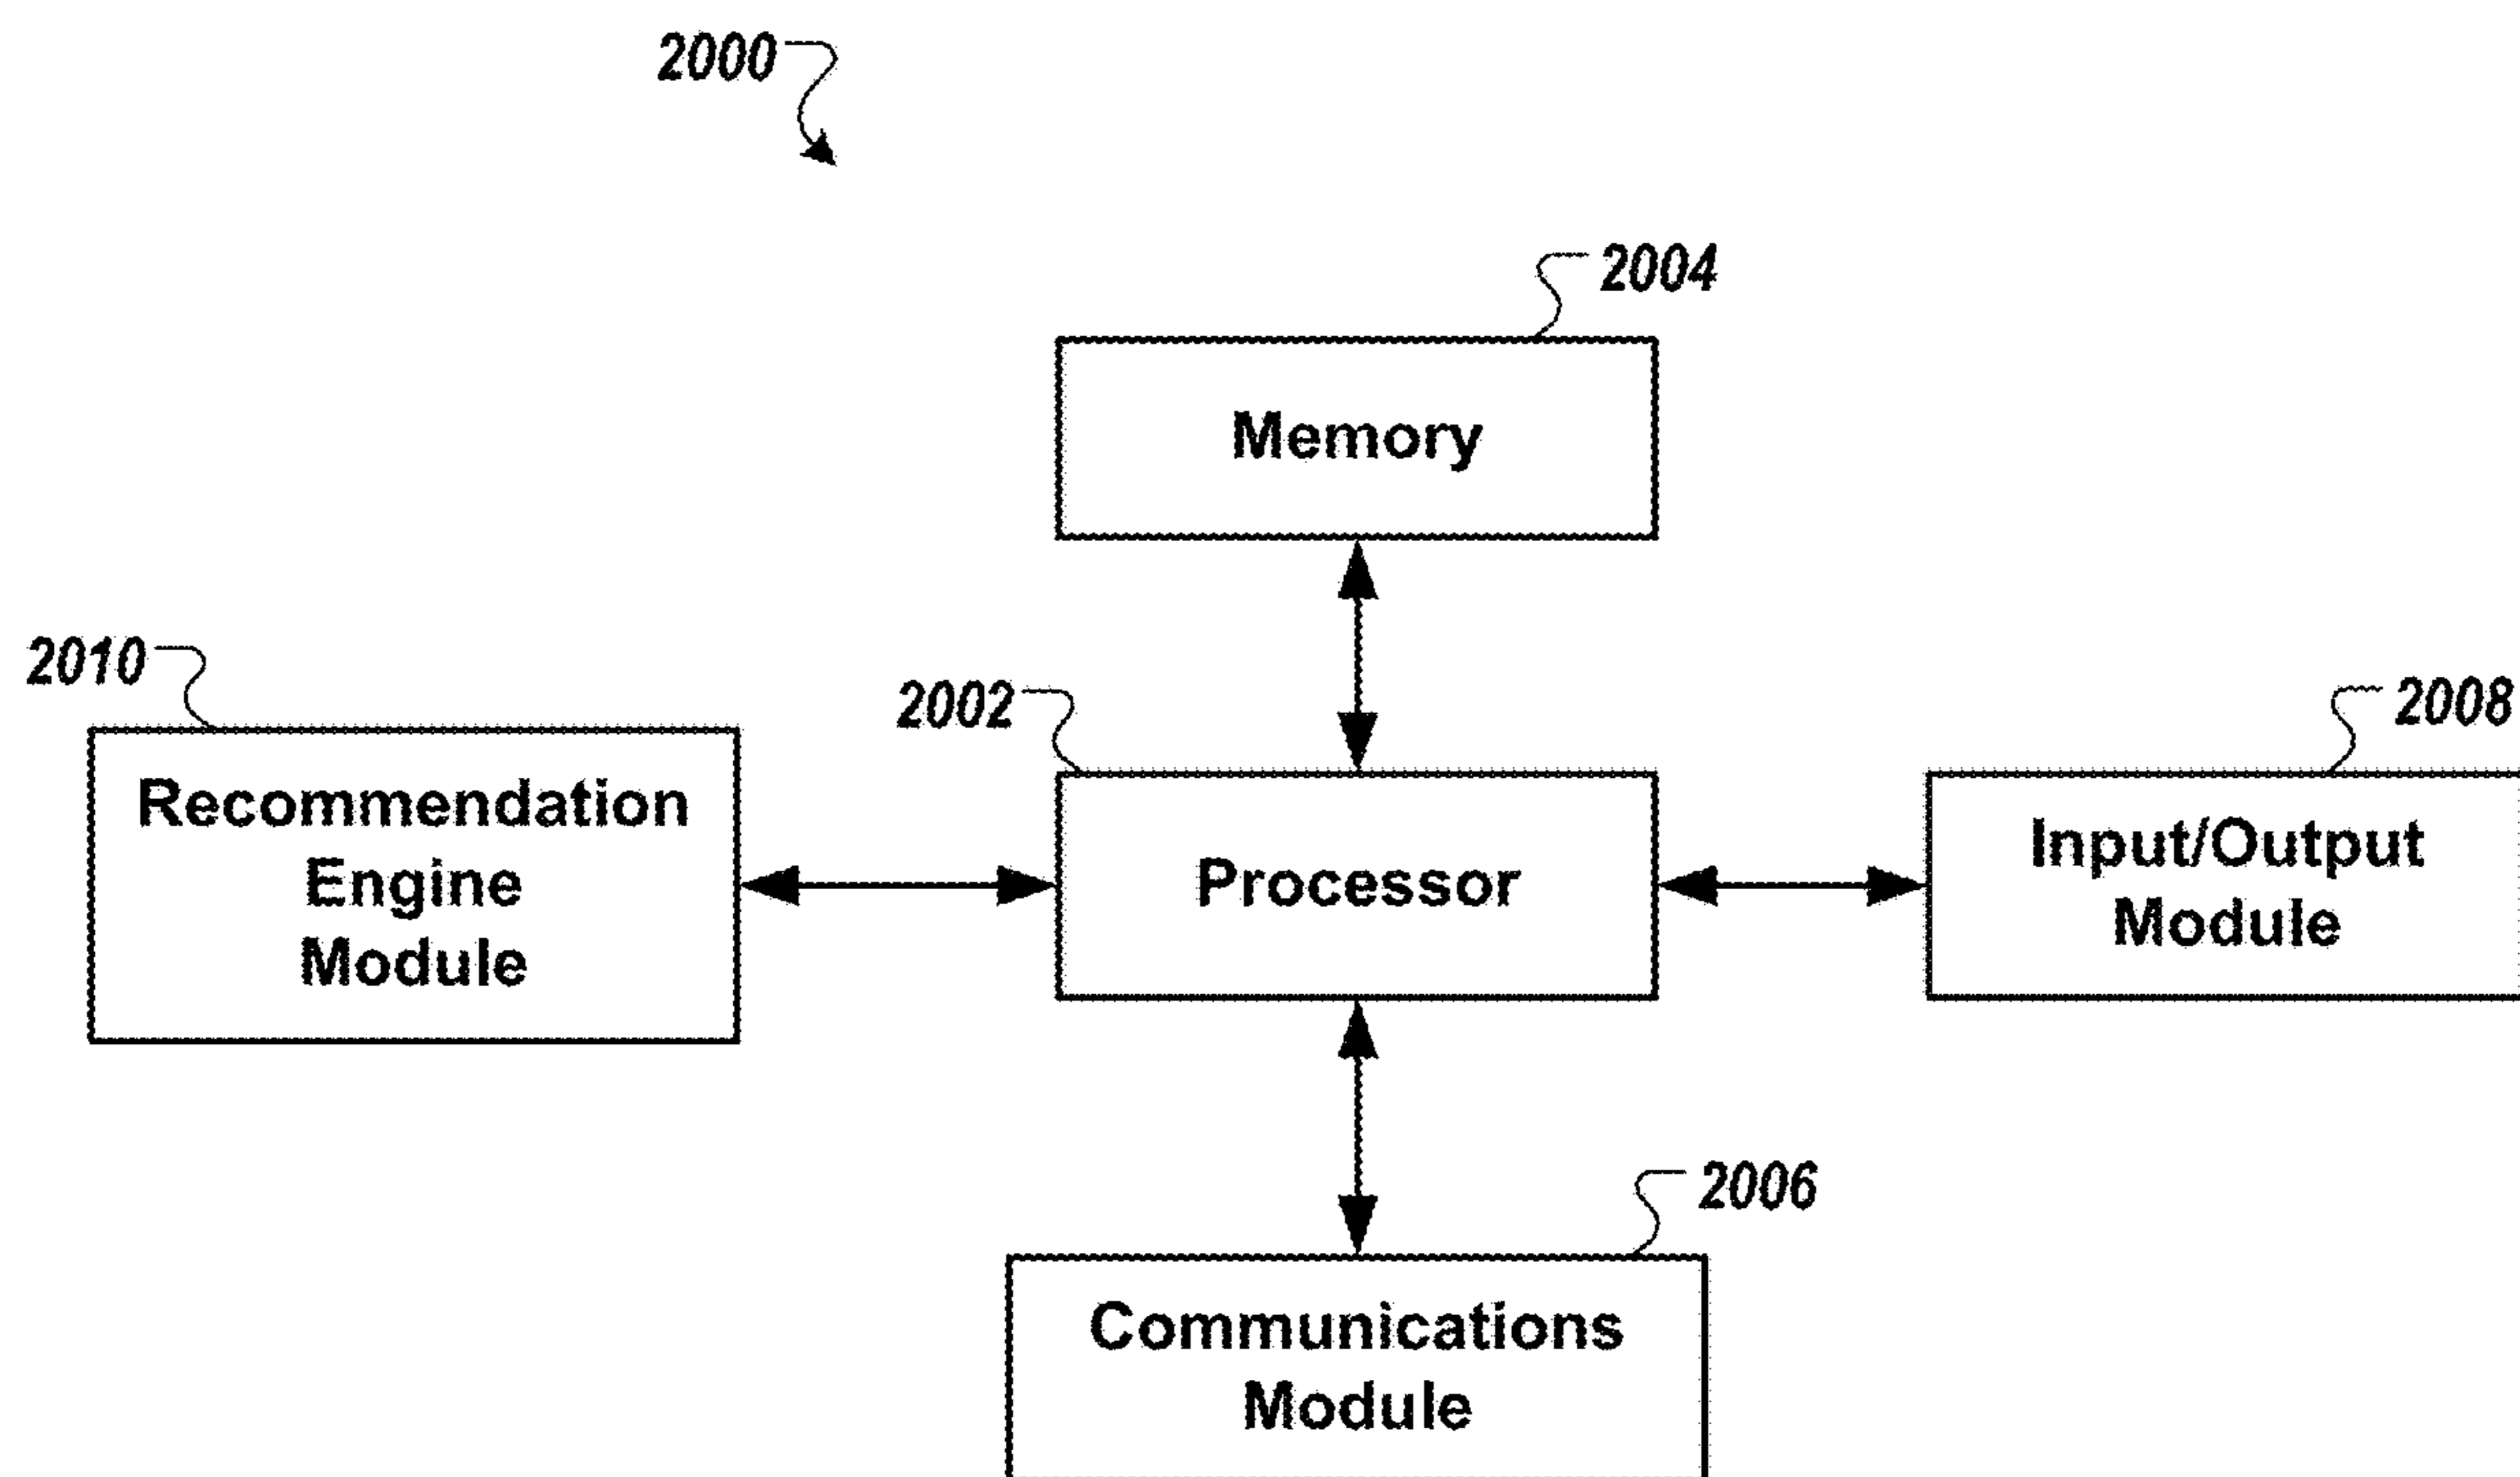 2000
2004
Memory
2010
2002
2008
Recommendation
Engine
Module
Processor
Input/Output
Module
2006
Communications
Module